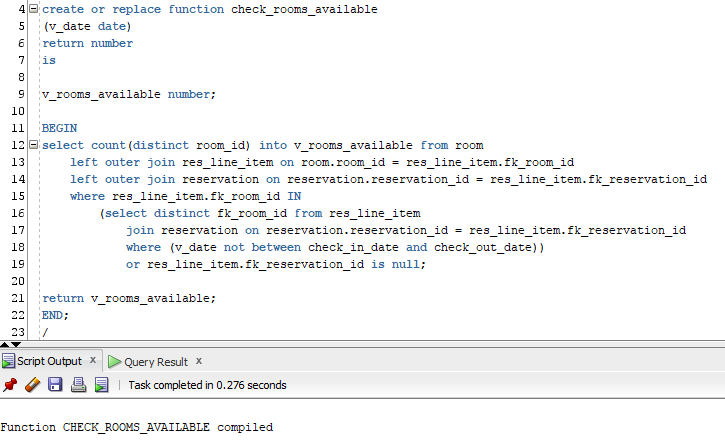 4 create or replace function check_rooms_available
5 (v_date date)
6 return number
7 is
8
9 v_rooms_available number;
10
11 BEGIN
12 select count(distinct room_id) into v_rooms_available from room
13 left outer join res_line_item on room.room_id = res_line_item.fk_room_id
14 left outer join reservation on reservation.reservation_id = res_line_item.fk_reservation_id
15 where res_line_item.fk_room_id IN
16 (select distinct fk_room_id from res_line_item
17 join reservation on reservation.reservation_id = res_line_item.fk_reservation_id
18 where (v_date not between check_in_date and check_out_date))
19 or res_line_item.fk_reservation_id is null;
20
21 return v_rooms_available;
22 END;
23 /
Script Output x Query Result x
Task completed in 0.276 seconds
Function CHECK_ROOMS_AVAILABLE compiled